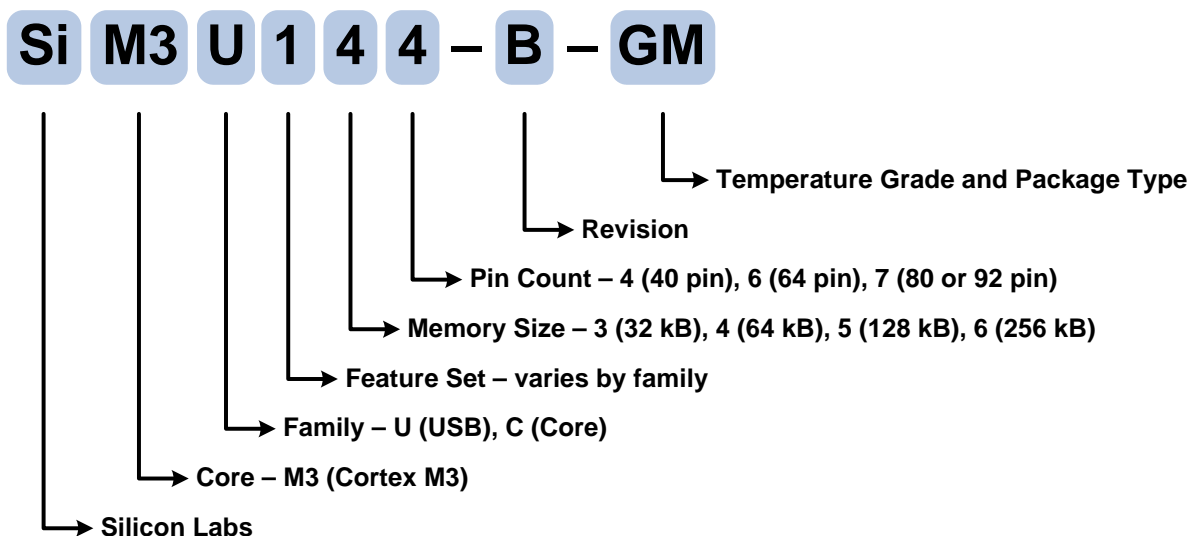 Si M3 U 1 4 4 – B – GM
Temperature Grade and Package Type
Revision
Pin Count – 4 (40 pin), 6 (64 pin), 7 (80 or 92 pin)
Memory Size – 3 (32 kB), 4 (64 kB), 5 (128 kB), 6 (256 kB)
Feature Set – varies by family
Family – U (USB), C (Core)
Core – M3 (Cortex M3)
Silicon Labs